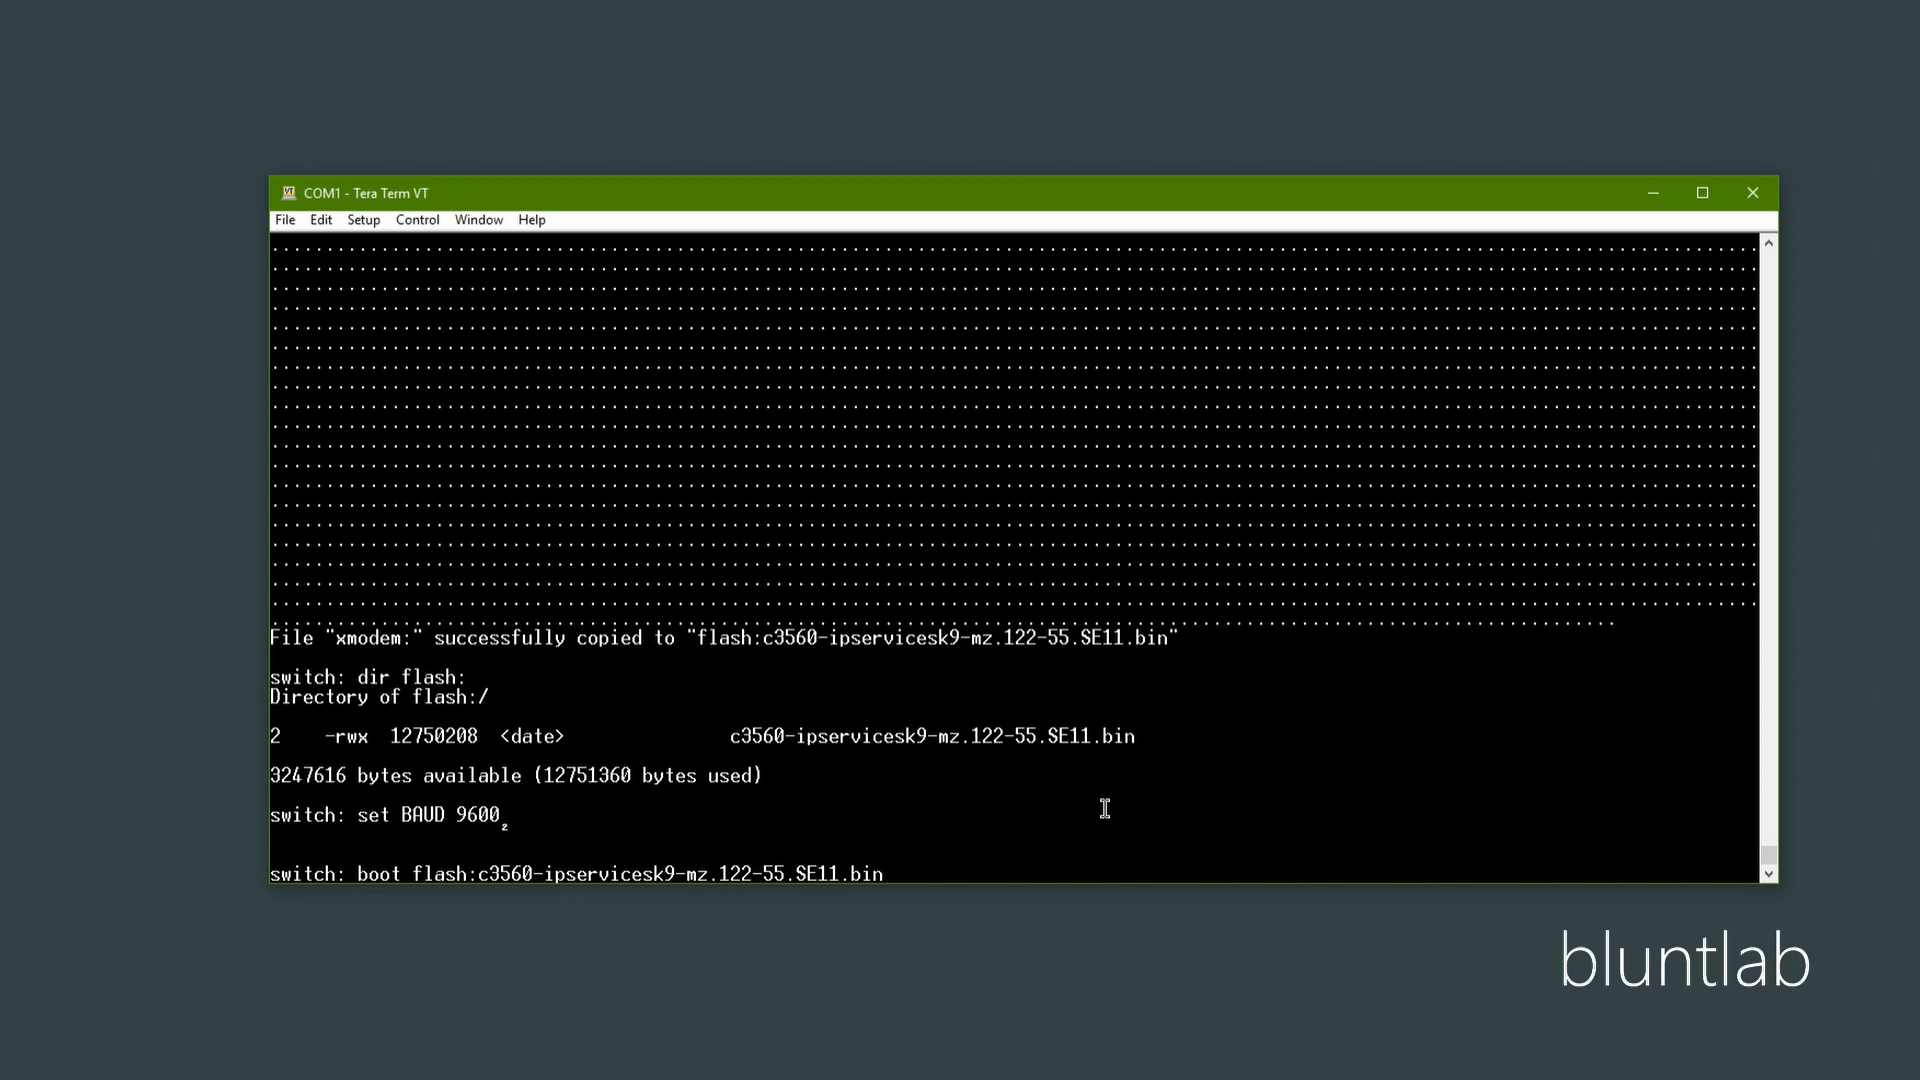 COM1 - Tera Term VT
File Edit Setup Control Window Help
File "xmodem:" successfully copied to "flash:c3560-ipservicesk9-mz.122-55.SE11.bin"
switch: dir flash:
Directory of flash:/
2 -rwx 12750208 <date> c3560-ipservicesk9-mz.122-55.SE11.bin
3247616 bytes available (12751360 bytes used)
switch: set BAUD 9600₂
switch: boot flash:c3560-ipservicesk9-mz.122-55.SE11.bin
bluntlab